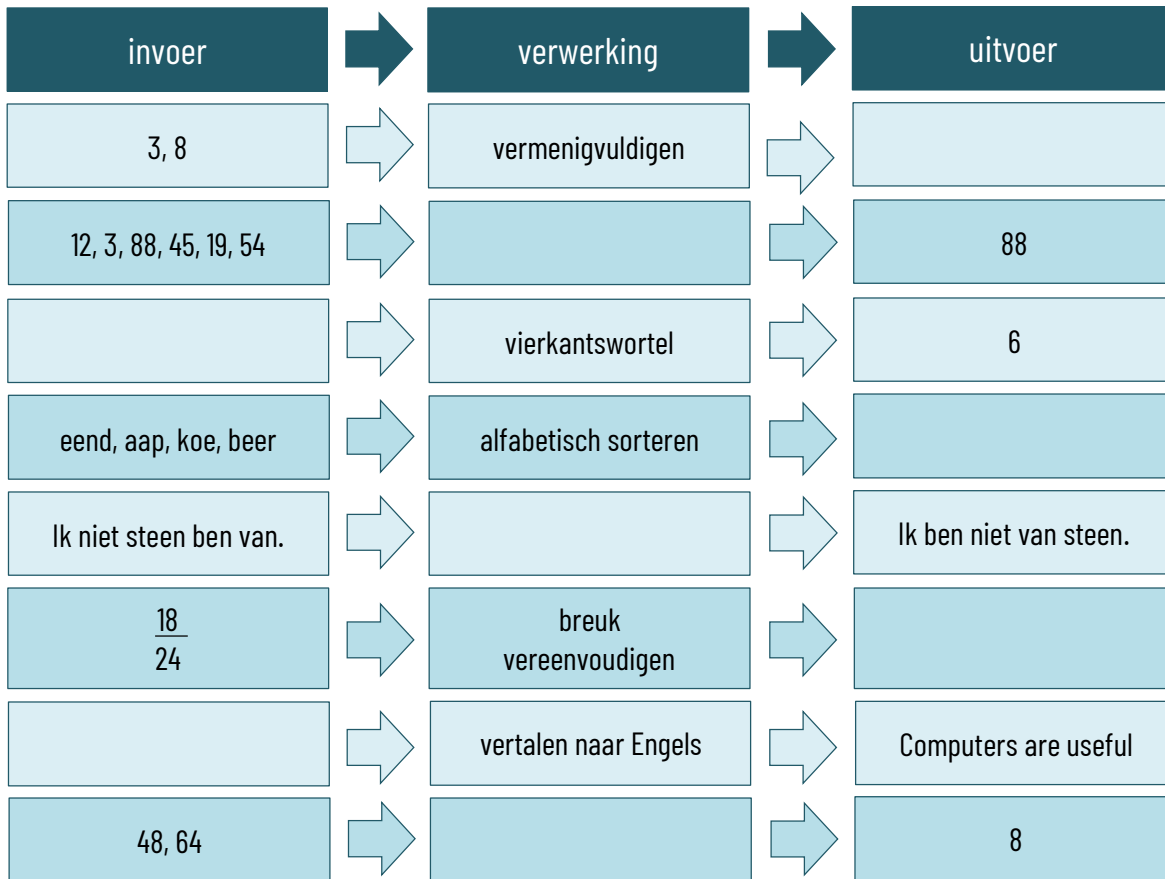 invoer verwerking uitvoer
3, 8 vermenigvuldigen
12, 3, 88, 45, 19, 54 88
vierkantswortel 6
eend, aap, koe, beer alfabetisch sorteren
Ik niet steen ben van. Ik ben niet van steen.
18
24
breuk
vereenvoudigen
vertalen naar Engels Computers are useful
48, 64 8